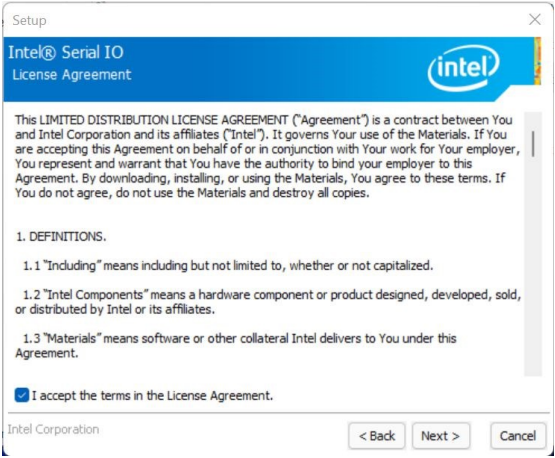 Setup
Intel® Serial IO
License Agreement
intel
This LIMITED DISTRIBUTION LICENSE AGREEMENT (“Agreement”) is a contract between You
and Intel Corporation and its affiliates (“Intel”). It governs Your use of the Materials. If You
are accepting this Agreement on behalf of or in conjunction with Your work for Your employer,
You represent and warrant that You have the authority to bind your employer to this
Agreement. By downloading, installing, or using the Materials, You agree to these terms. If
You do not agree, do not use the Materials and destroy all copies.
1. DEFINITIONS.
1.1 “Including” means including but not limited to, whether or not capitalized.
1.2 “Intel Components” means a hardware component or product designed, developed, sold,
or distributed by Intel or its affiliates.
1.3 “Materials” means software or other collateral Intel delivers to You under this
Agreement.
I accept the terms in the License Agreement.
Intel Corporation
< Back Next > Cancel